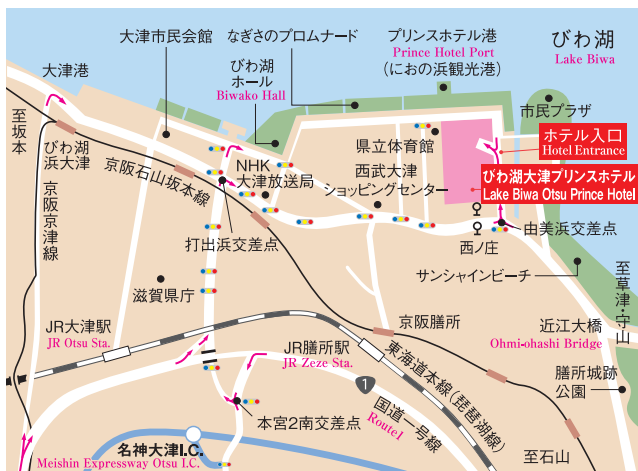 大津市民会館
なぎさのプロムナード
プリンスホテル港
Prince Hotel Port
(におの浜観光港)
びわ湖
Lake Biwa
大津港
びわ湖
ホール
Biwako Hall
市民プラザ
至坂本
びわ湖
浜大津
県立体育館
ホテル入口
Hotel Entrance
京阪石山坂本線
NHK
大津放送局
西武大津
ショッピングセンター
びわ湖大津プリンスホテル
Lake Biwa Otsu Prince Hotel
京阪京津線
打出浜交差点
由美浜交差点
西ノ庄
滋賀県庁
サンシャインビーチ
至草津・守山
JR大津駅
JR Otsu Sta.
京阪膳所
近江大橋
Ohmi-ohashi Bridge
JR膳所駅
JR Zeze Sta.
東海道本線(琵琶湖線)
膳所城跡
公園
1
国道一号線
Route1
本宮2南交差点
名神大津I.C.
Meishin Expressway Otsu I.C.
至石山